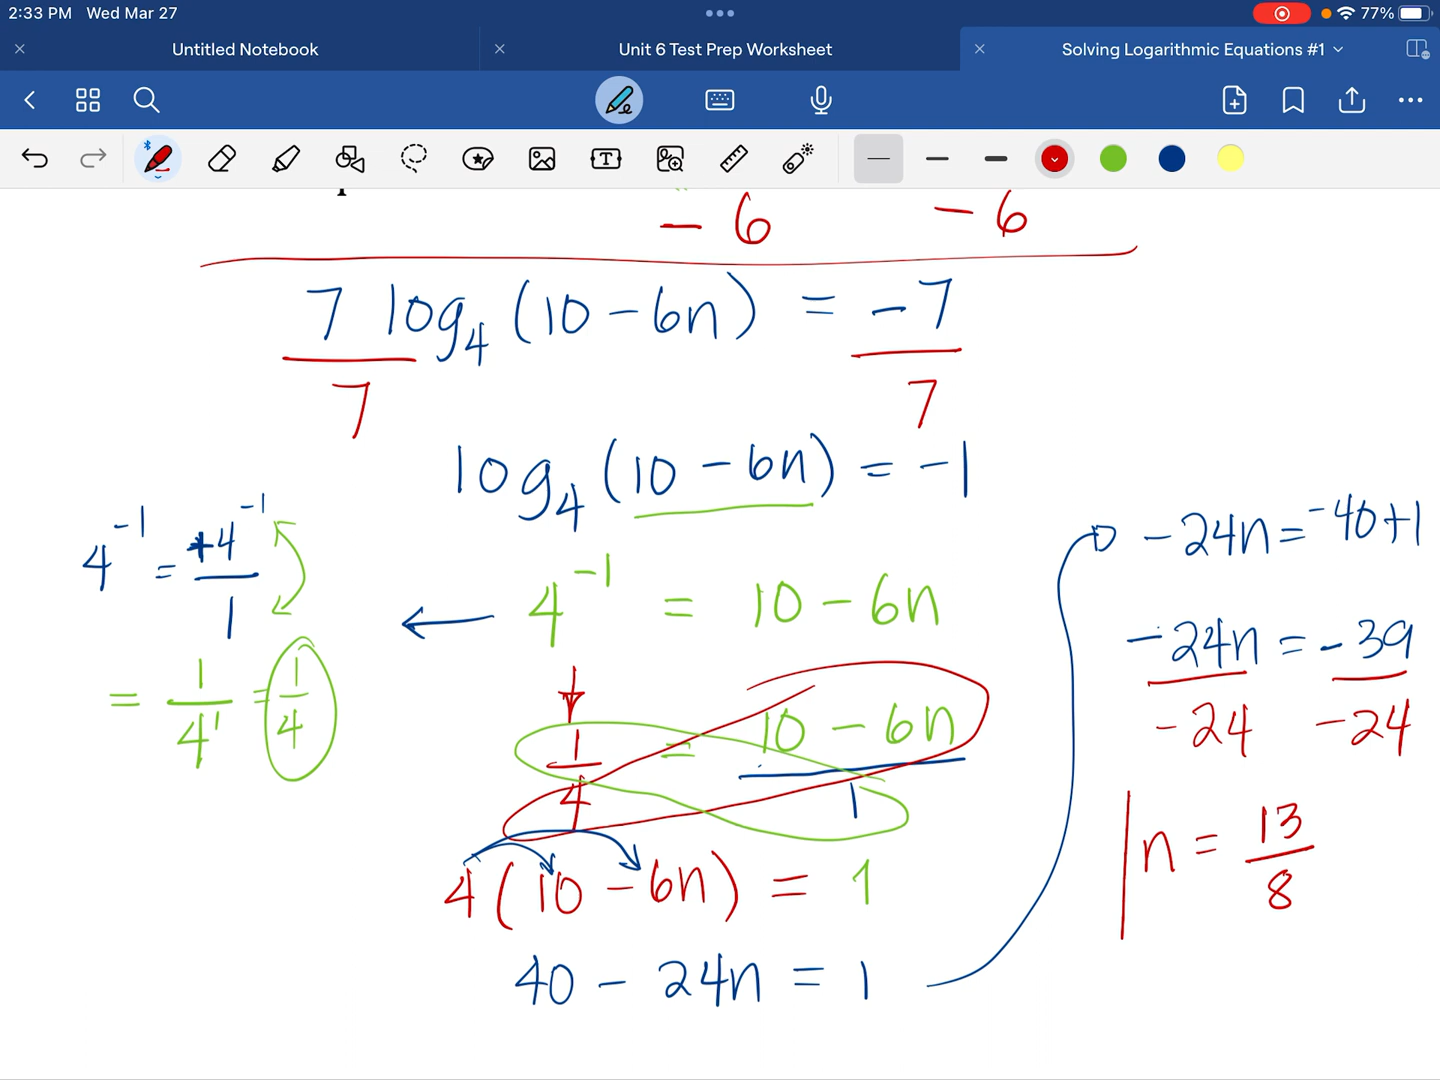 2:33 PM Wed Mar 27
77%
Untitled Notebook
Unit 6 Test Prep Worksheet
Solving Logarithmic Equations #1
T
− 6 − 6
7 log₄ (10 − 6n) = −7
7 7
log₄ (10 − 6n) = −1
4⁻¹ = +4⁻¹
1
= 1/4¹ = 1/4
4⁻¹ = 10 − 6n
1/4 = 10 − 6n/1
4(10 − 6n) = 1
40 − 24n = 1
−24n = −40+1
−24n = −39
−24 −24
n = 13/8